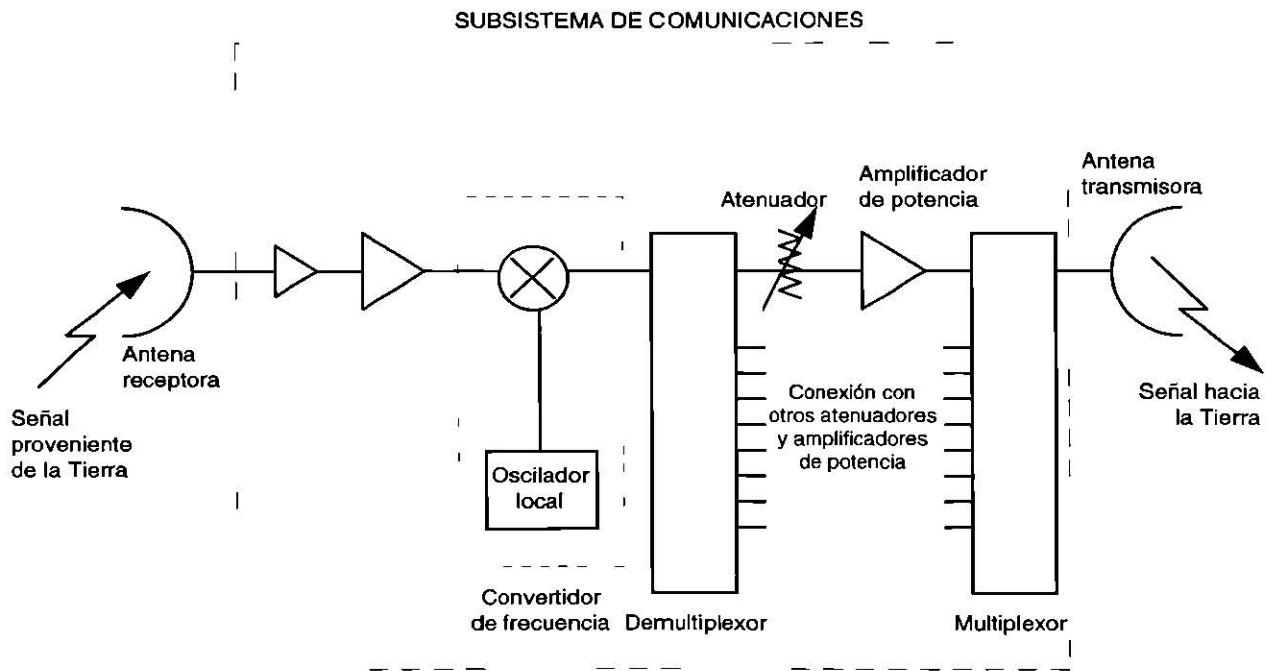 SUBSISTEMA DE COMUNICACIONES
Antena
transmisora
Amplificador
de potencia
Atenuador
Antena
receptora
Señal
proveniente
de la Tierra
Conexión con
otros atenuadores
y amplificadores
de potencia
Señal hacia
la Tierra
Oscilador
local
Convertidor
de frecuencia
Demultiplexor
Multiplexor